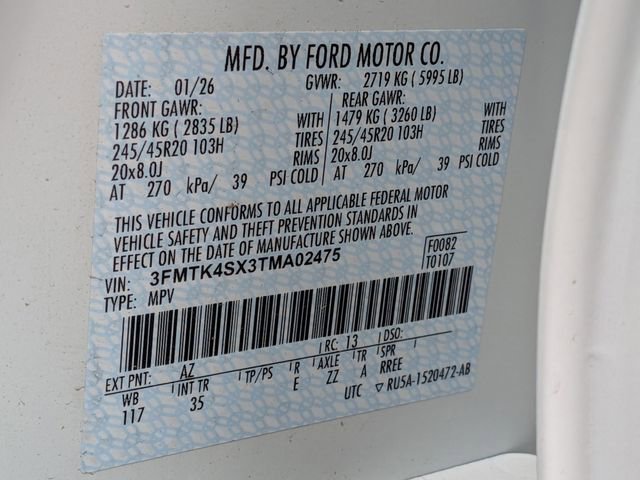 MFD. BY FORD MOTOR CO.
DATE: 01/26 GVWR: 2719 KG ( 5995 LB)
FRONT GAWR: REAR GAWR:
1286 KG ( 2835 LB) WITH 1479 KG ( 3260 LB) WITH
245/45R20 103H TIRES 245/45R20 103H TIRES
20x8.0J RIMS 20x8.0J RIMS
AT 270 kPa/ 39 PSI COLD AT 270 kPa/ 39 PSI COLD
THIS VEHICLE CONFORMS TO ALL APPLICABLE FEDERAL MOTOR
VEHICLE SAFETY AND THEFT PREVENTION STANDARDS IN
EFFECT ON THE DATE OF MANUFACTURE SHOWN ABOVE.
VIN: 3FMTK4SX3TMA02475 F0082
TYPE: MPV T0107
EXT PNT: AZ RC: 13 DSO:
WB INT TR TP/PS R AXLE TR SPR
117 35 E ZZ A RREE
UTC ▽ RU5A-1520472-AB